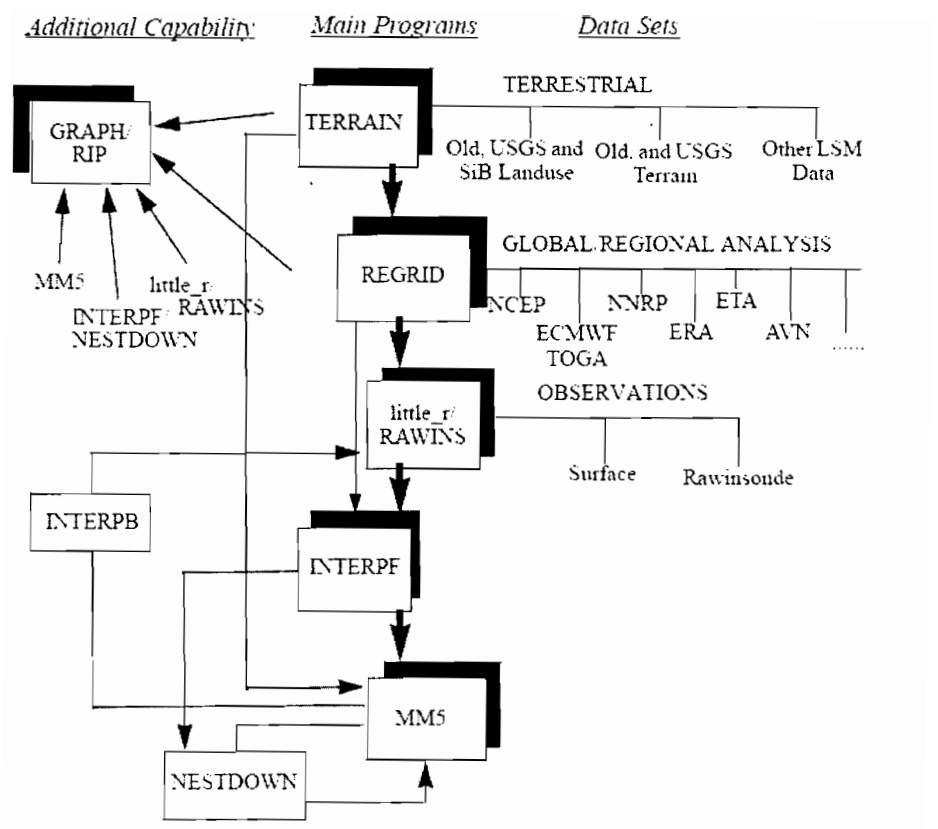 Additional Capability
Main Programs
Data Sets
GRAPH/
RIP
TERRAIN
TERRESTRIAL
Old, USGS and
SiB Landuse
Old. and USGS
Terrain
Other LSM
Data
REGRID
GLOBAL/REGIONAL ANALYSIS
NCEP
ECMWF
TOGA
NNRP
ERA
ETA
AVN
......
MM5
INTERPF/
NESTDOWN
little_r/
RAWINS
little_r/
RAWINS
OBSERVATIONS
Surface
Rawinsonde
INTERPB
INTERPF
MM5
NESTDOWN